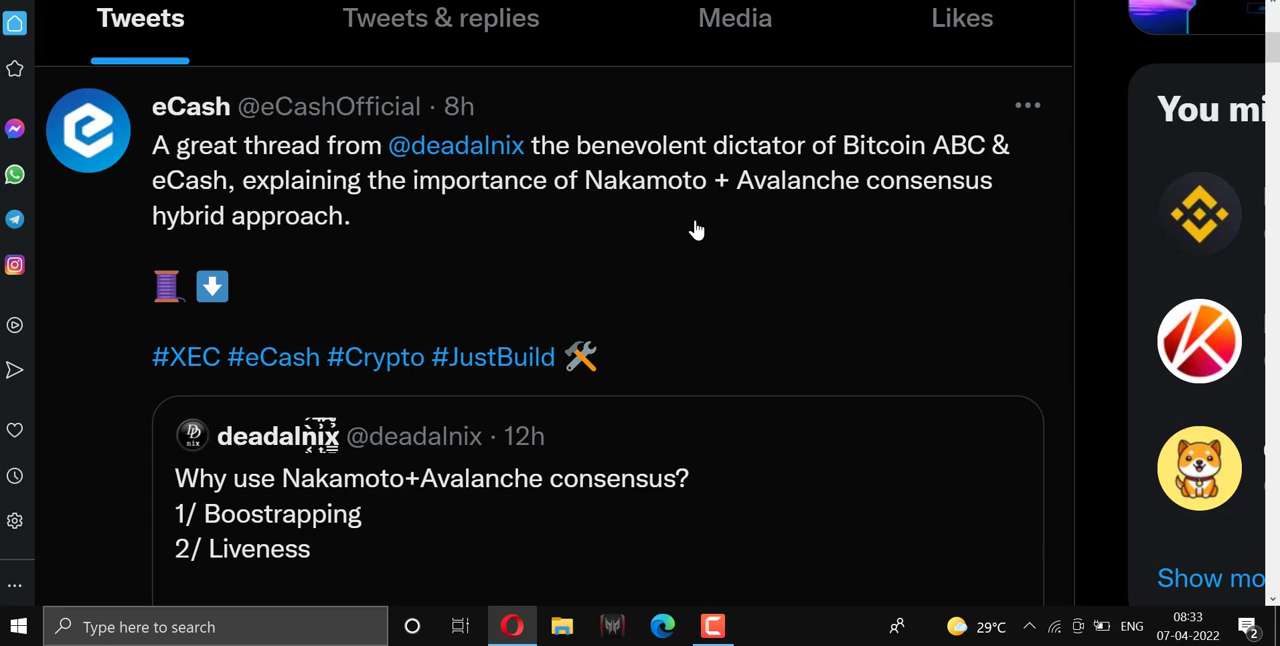 Tweets Tweets & replies Media Likes
eCash @eCashOfficial · 8h
A great thread from @deadalnix the benevolent dictator of Bitcoin ABC &
eCash, explaining the importance of Nakamoto + Avalanche consensus
hybrid approach.
#XEC #eCash #Crypto #JustBuild
deadalnix @deadalnix · 12h
Why use Nakamoto+Avalanche consensus?
1/ Boostrapping
2/ Liveness
You mi
Show mo
Type here to search
29°C
ENG
08:33
07-04-2022
2